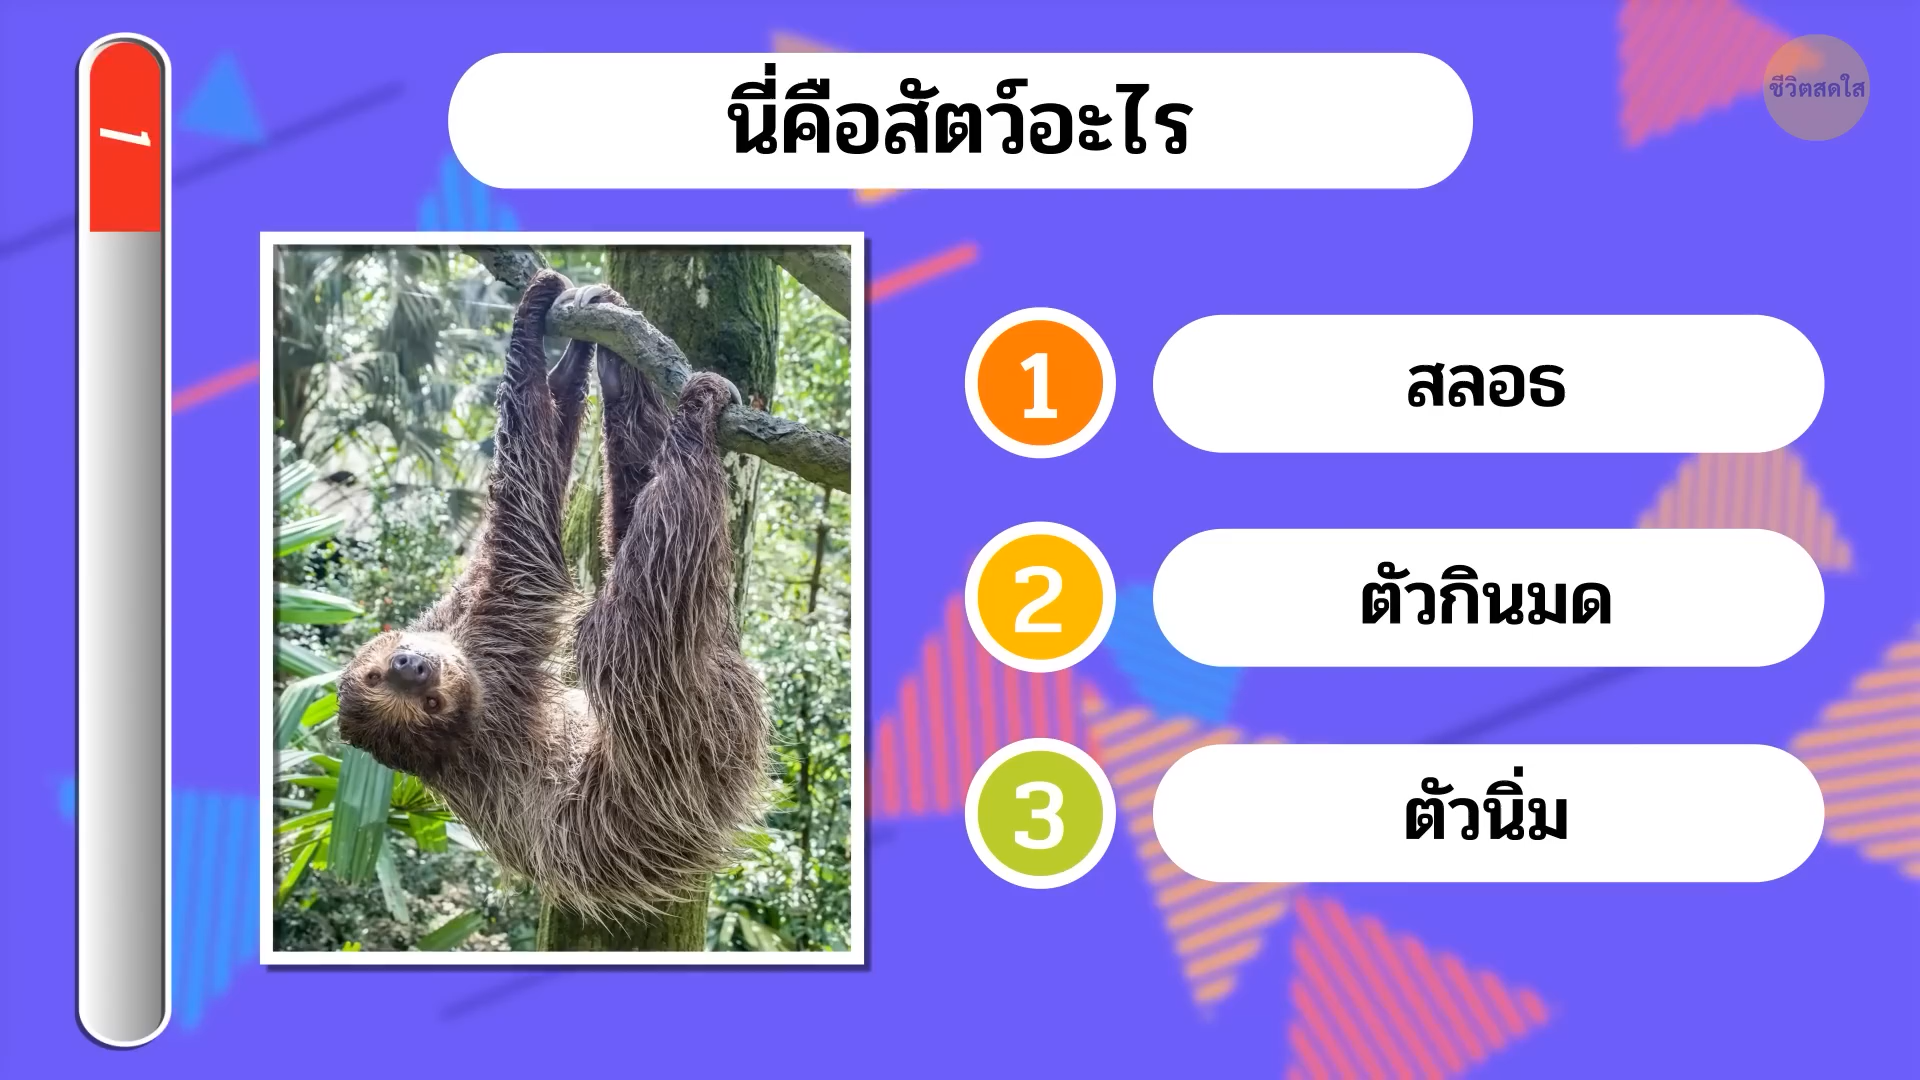 นี่คือสัตว์อะไร
ชีวิตสดใส
1
1
สลอธ
2
ตัวกินมด
3
ตัวนิ่ม